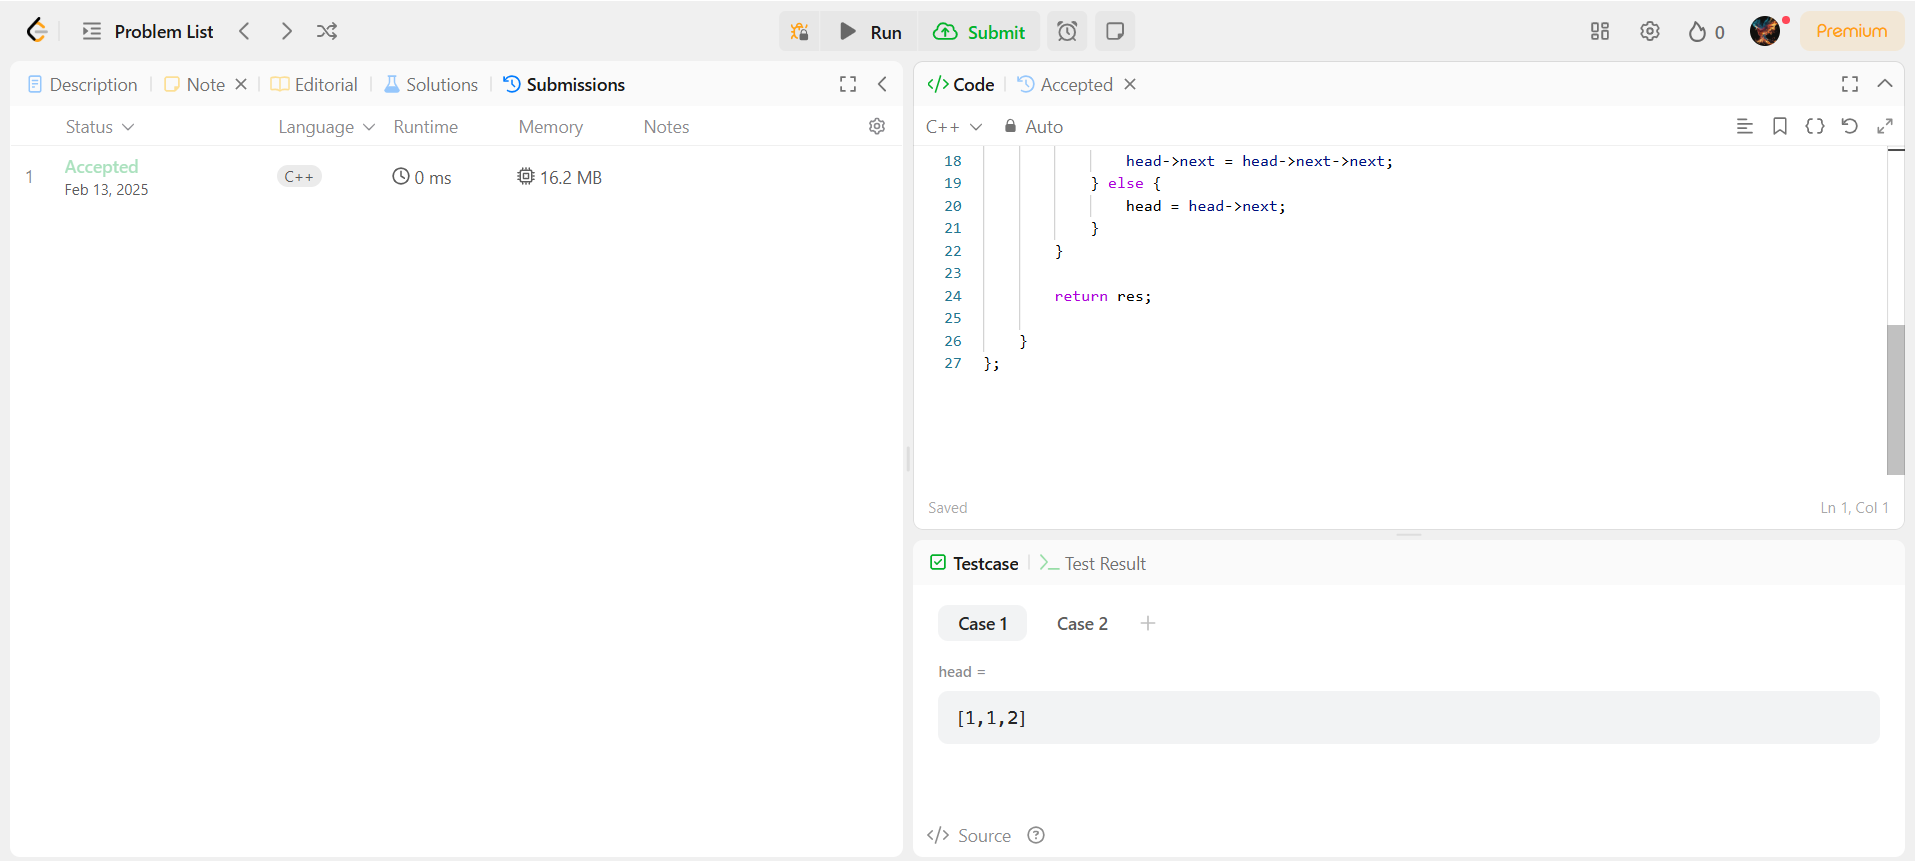 Problem List
Run
Submit
0
Premium
Description
Note
Editorial
Solutions
Submissions
Status
Language
Runtime
Memory
Notes
1
Accepted
Feb 13, 2025
C++
0 ms
16.2 MB
Code
Accepted
C++
Auto
18 head->next = head->next->next;
19 } else {
20 head = head->next;
21 }
22 }
23
24 return res;
25
26 }
27 };
Saved
Ln 1, Col 1
Testcase
Test Result
Case 1
Case 2
head =
[1,1,2]
Source